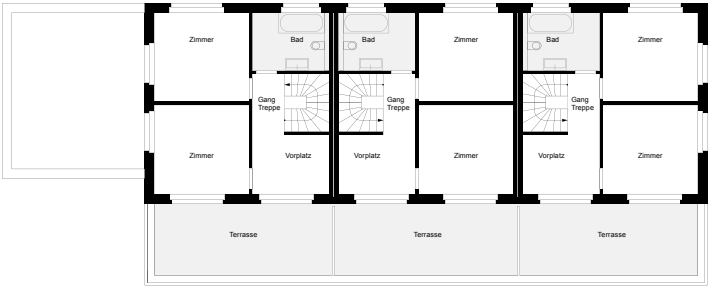 Zimmer
Bad
Bad
Zimmer
Bad
Zimmer
Gang
Treppe
Gang
Treppe
Gang
Treppe
Zimmer
Vorplatz
Vorplatz
Zimmer
Vorplatz
Zimmer
Terrasse
Terrasse
Terrasse